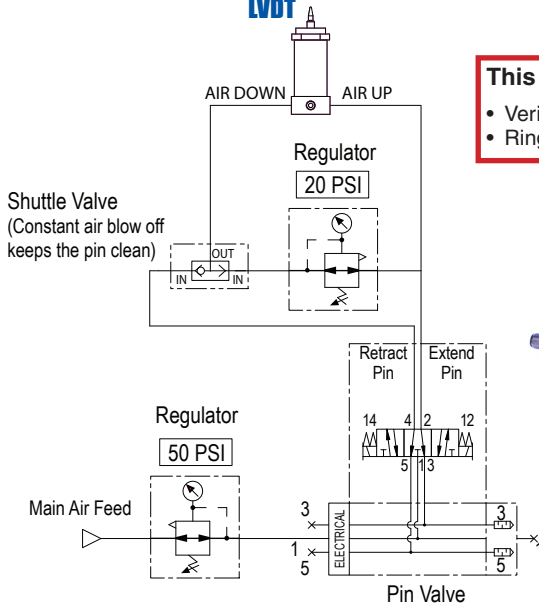 LVDT
AIR DOWN
AIR UP
This
• Veri
• Ring
Regulator
20 PSI
Shuttle Valve
(Constant air blow off
keeps the pin clean)
OUT
IN
IN
Retract
Pin
Extend
Pin
14
4
2
12
5
1
3
Regulator
50 PSI
Main Air Feed
3
1
5
ELECTRICAL
3
5
Pin Valve